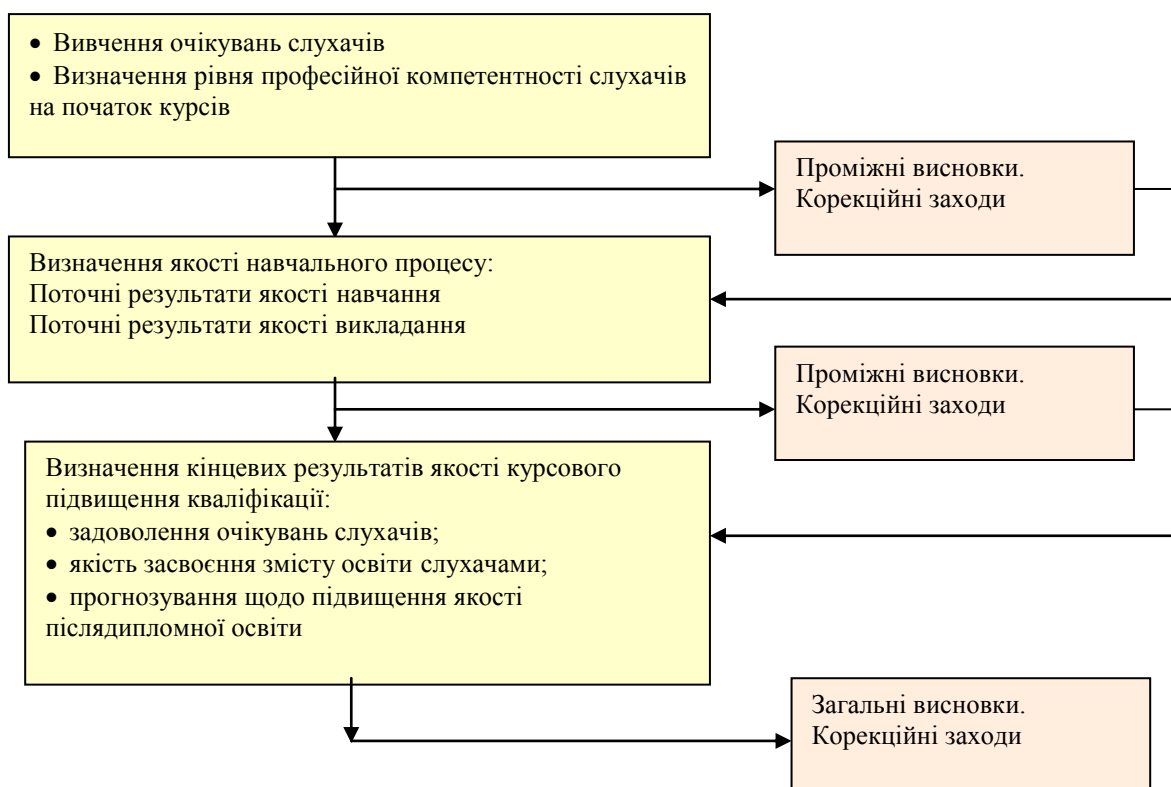 • Вивчення очікувань слухачів
• Визначення рівня професійної компетентності слухачів
на початок курсів
Проміжні висновки.
Корекційні заходи
Визначення якості навчального процесу:
Поточні результати якості навчання
Поточні результати якості викладання
Проміжні висновки.
Корекційні заходи
Визначення кінцевих результатів якості курсового
підвищення кваліфікації:
• задоволення очікувань слухачів;
• якість засвоєння змісту освіти слухачами;
• прогнозування щодо підвищення якості
післядипломної освіти
Загальні висновки.
Корекційні заходи